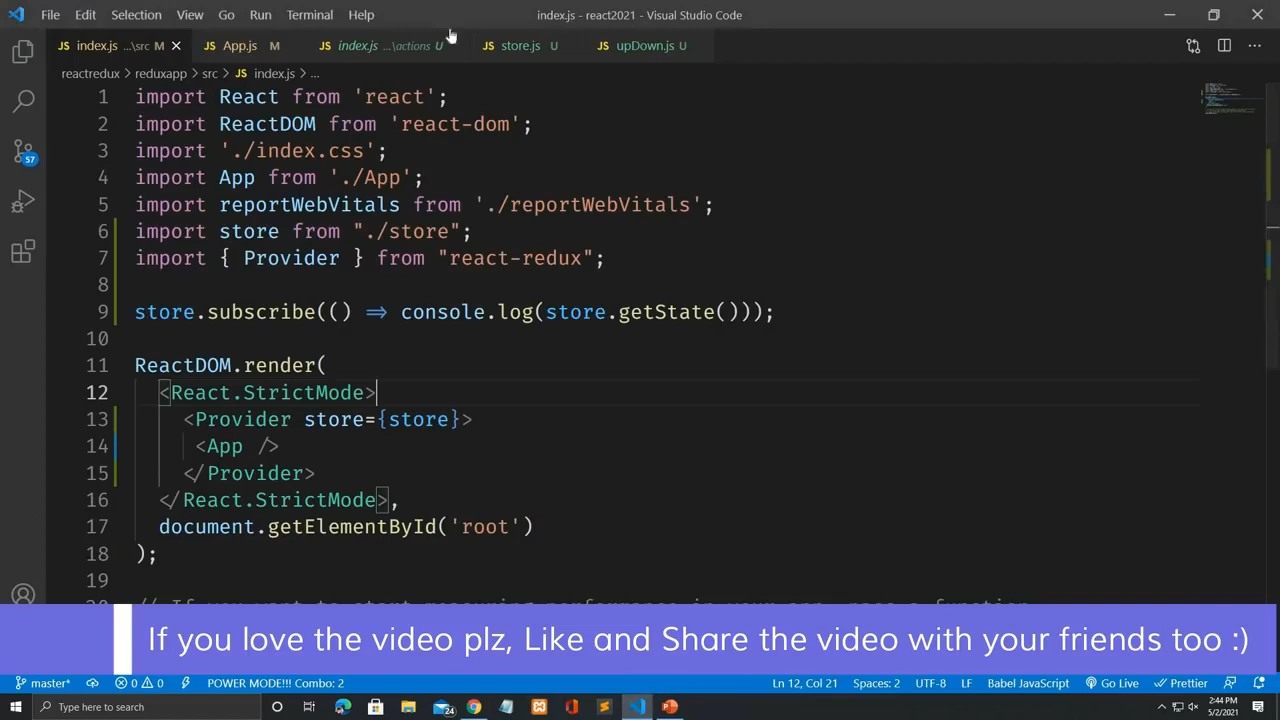 File Edit Selection View Go Run Terminal Help index.js - react2021 - Visual Studio Code
JS index.js ...\src M JS App.js M JS index.js ...\actions U JS store.js U JS upDown.js U
reactredux > reduxapp > src > JS index.js > ...
1 import React from 'react';
2 import ReactDOM from 'react-dom';
3 import './index.css';
4 import App from './App';
5 import reportWebVitals from './reportWebVitals';
6 import store from "./store";
7 import { Provider } from "react-redux";
8
9 store.subscribe(() => console.log(store.getState()));
10
11 ReactDOM.render(
12 <React.StrictMode>
13 <Provider store={store}>
14 <App />
15 </Provider>
16 </React.StrictMode>,
17 document.getElementById('root')
18 );
19
57
If you love the video plz, Like and Share the video with your friends too :)
master* 0 0 POWER MODE!!! Combo: 2 Ln 12, Col 21 Spaces: 2 UTF-8 LF Babel JavaScript Go Live Prettier
Type here to search 24 2:44 PM
5/2/2021